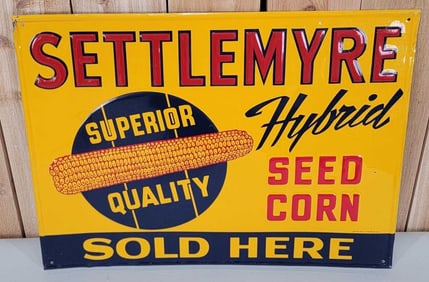 SETTLEMYRE
SUPERIOR
QUALITY
Hybrid
SEED
CORN
SOLD HERE